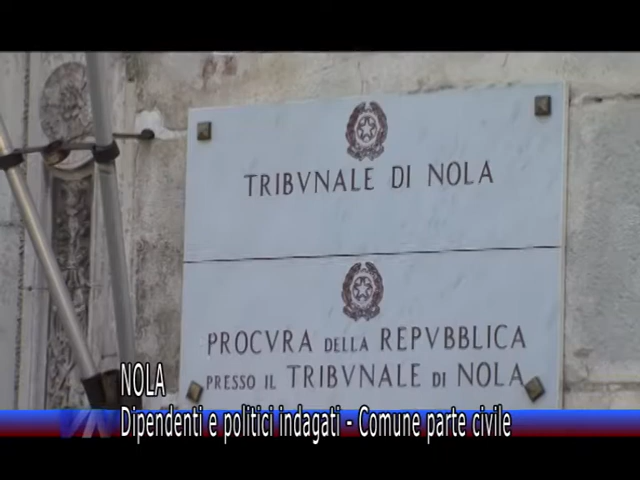 TRIBVNALE DI NOLA
PROCVRA DELLA REPVBBLICA
PRESSO IL TRIBVNALE DI NOLA
NOLA
Dipendenti e politici indagati - Comune parte civile